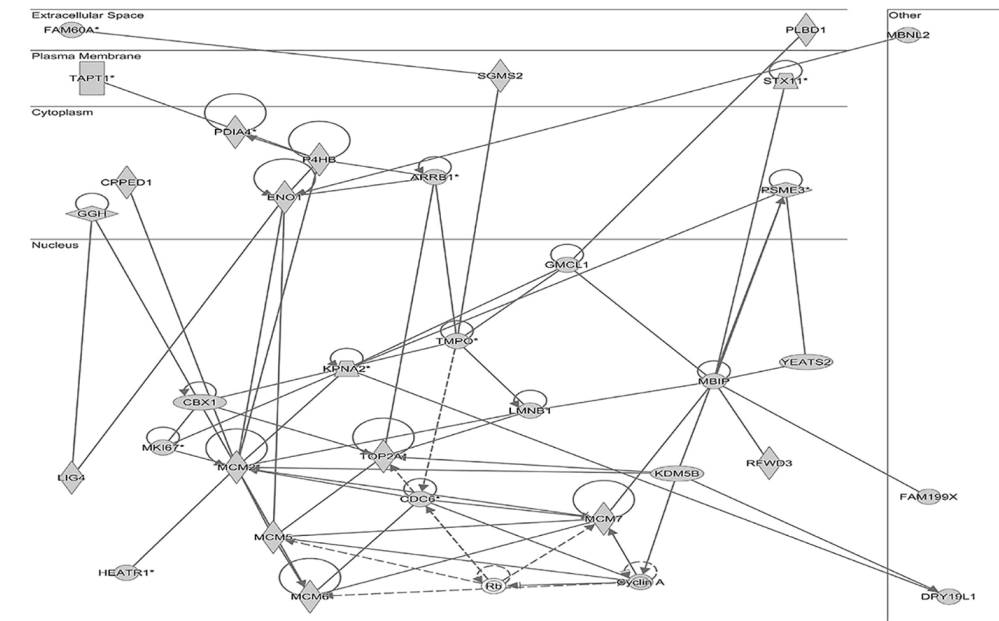 Extracellular Space
Other
FAM60A*
PLBD1
MBNL2
Plasma Membrane
TAPT1*
SGMS2
STX11*
Cytoplasm
PDIA4*
P4HB
ARRB1*
CPPED1
ENO1
PSME3*
GGH
Nucleus
GMCL1
TMPO*
KPNA2*
YEATS2
MBIP
CBX1
LMNB1
MKI67*
TOP2A
MCM2
RFWD3
LIG4
KDM5B
CDC6*
FAM199X
MCM7
MCM5
HEATR1*
Rb
Cyclin A
MCM6
DPY19L1